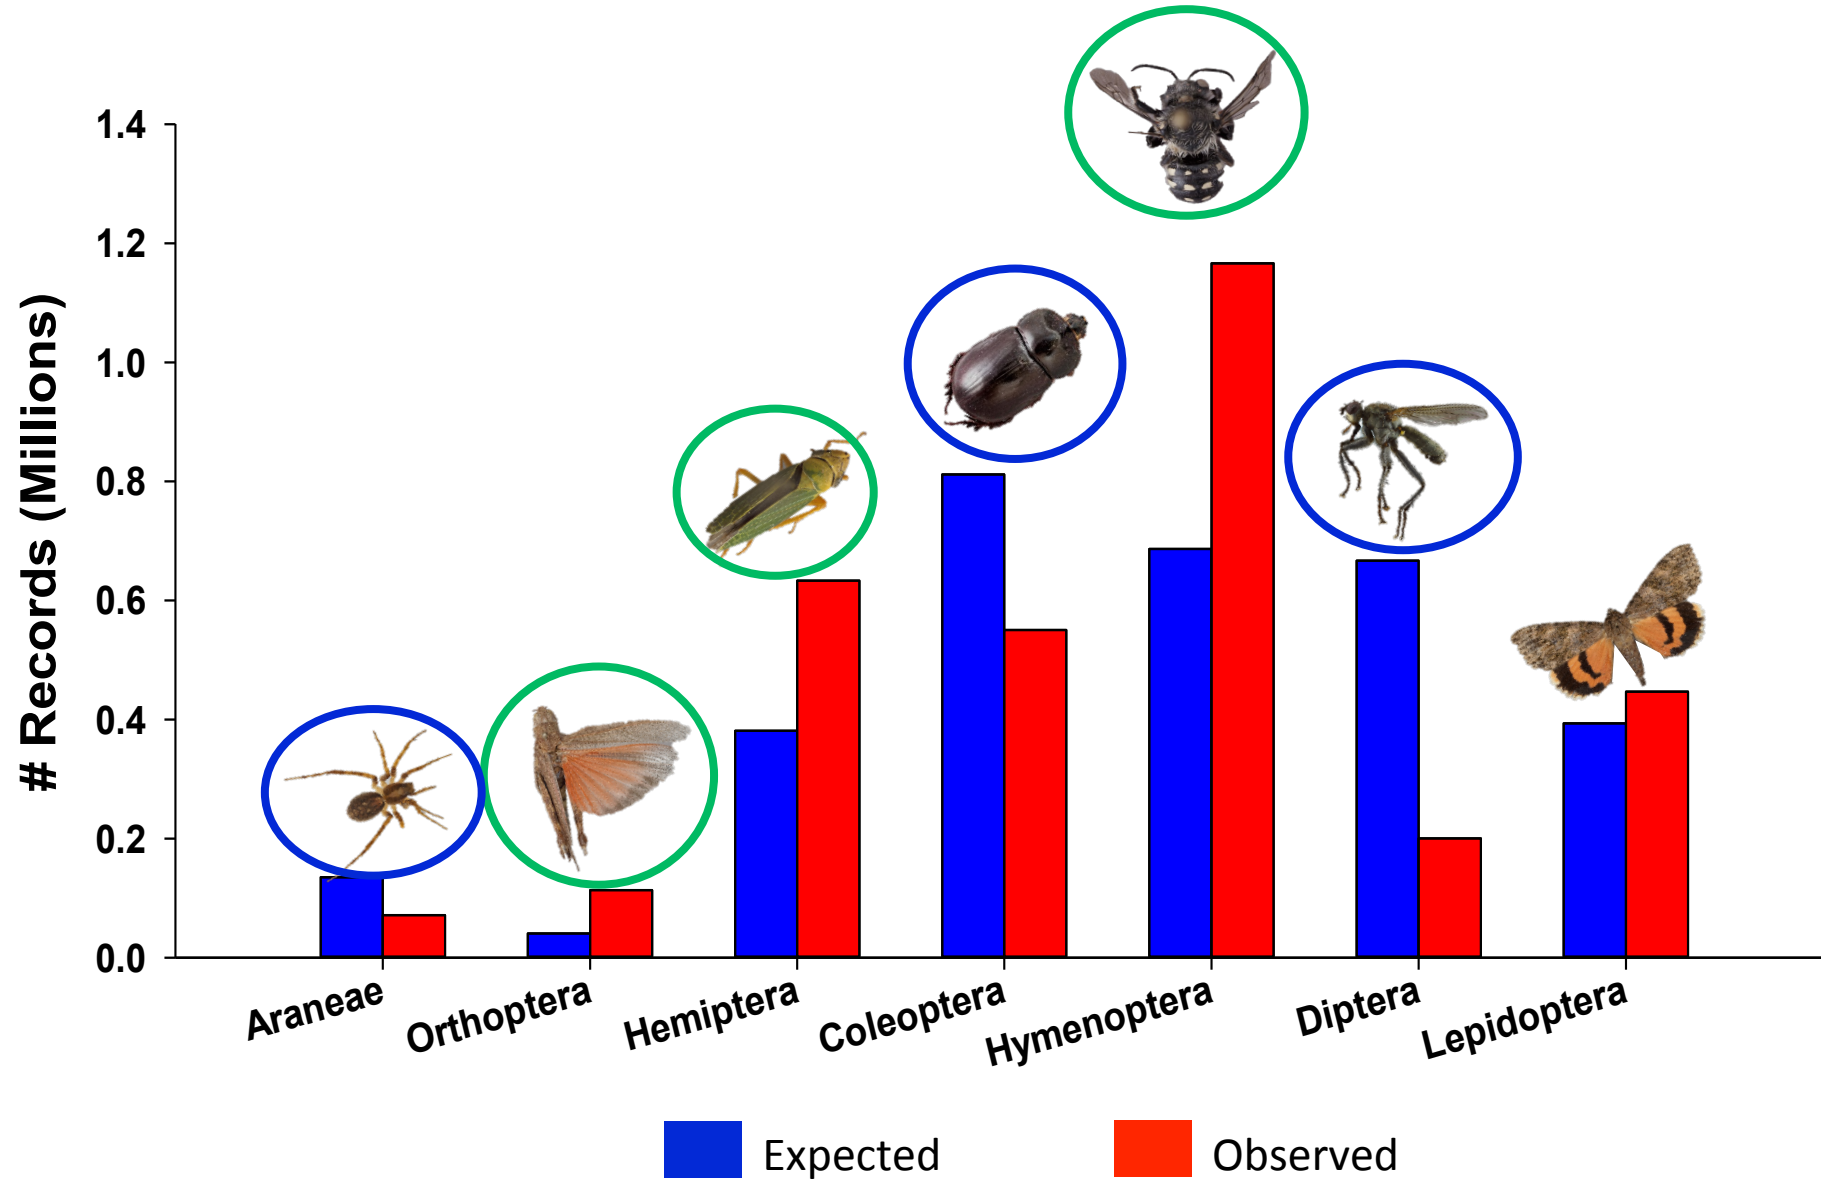 # Records (Millions)
1.4
1.2
1.0
0.8
0.6
0.4
0.2
0.0
Araneae
Orthoptera
Hemiptera
Coleoptera
Hymenoptera
Diptera
Lepidoptera
Expected
Observed